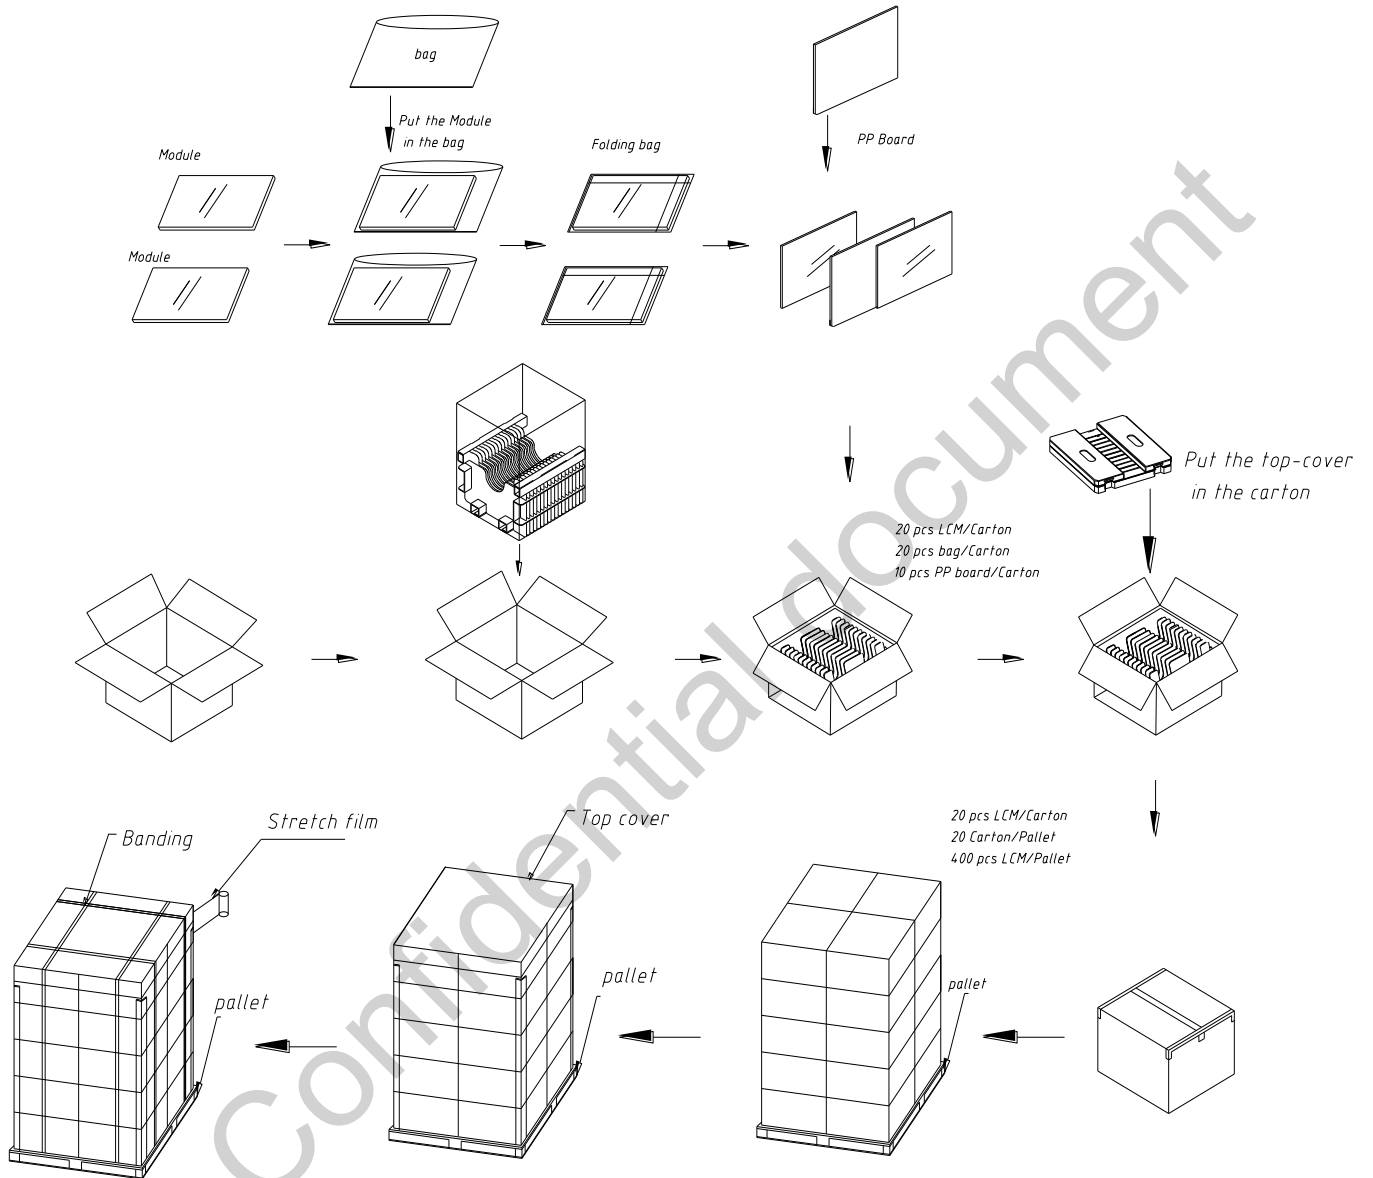 bag
Put the Module
in the bag
Module
Folding bag
PP Board
Module
Put the top-cover
in the carton
20 pcs LCM/Carton
20 pcs bag/Carton
10 pcs PP board/Carton
20 pcs LCM/Carton
20 Carton/Pallet
400 pcs LCM/Pallet
Banding
Stretch film
Top cover
pallet
pallet
pallet
Confidential document